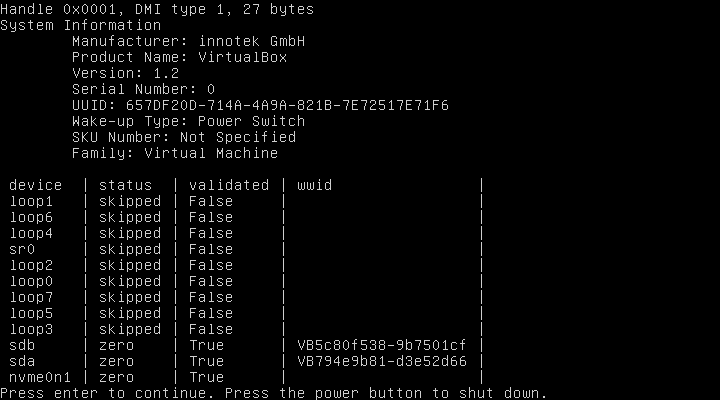 Handle 0x0001, DMI type 1, 27 bytes
System Information
        Manufacturer: innotek GmbH
        Product Name: VirtualBox
        Version: 1.2
        Serial Number: 0
        UUID: 657DF20D-714A-4A9A-821B-7E72517E71F6
        Wake-up Type: Power Switch
        SKU Number: Not Specified
        Family: Virtual Machine

 device  | status  | validated | wwid                |
 loop1   | skipped | False     |                     |
 loop6   | skipped | False     |                     |
 loop4   | skipped | False     |                     |
 sr0     | skipped | False     |                     |
 loop2   | skipped | False     |                     |
 loop0   | skipped | False     |                     |
 loop7   | skipped | False     |                     |
 loop5   | skipped | False     |                     |
 loop3   | skipped | False     |                     |
 sdb     | zero    | True      | VB5c80f538-9b7501cf |
 sda     | zero    | True      | VB794e9b81-d3e52d66 |
 nvme0n1 | zero    | True      |                     |
Press enter to continue. Press the power button to shut down.